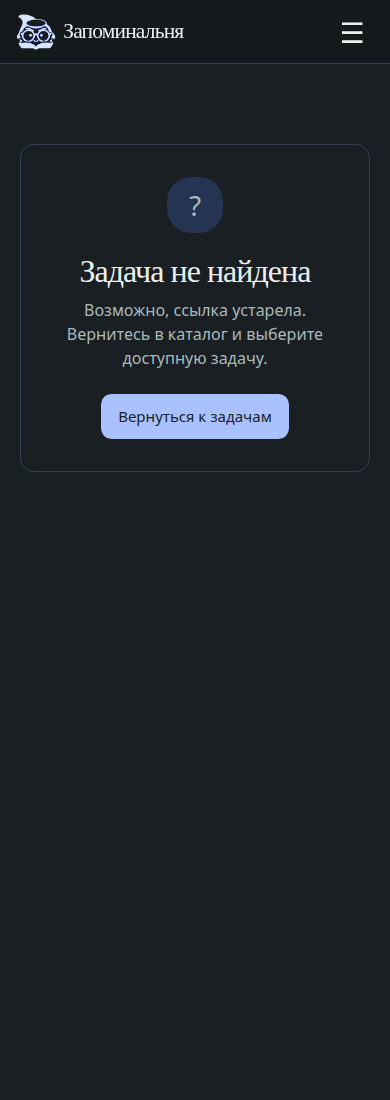 Запоминальня
?
Задача не найдена
Возможно, ссылка устарела.
Вернитесь в каталог и выберите
доступную задачу.
Вернуться к задачам